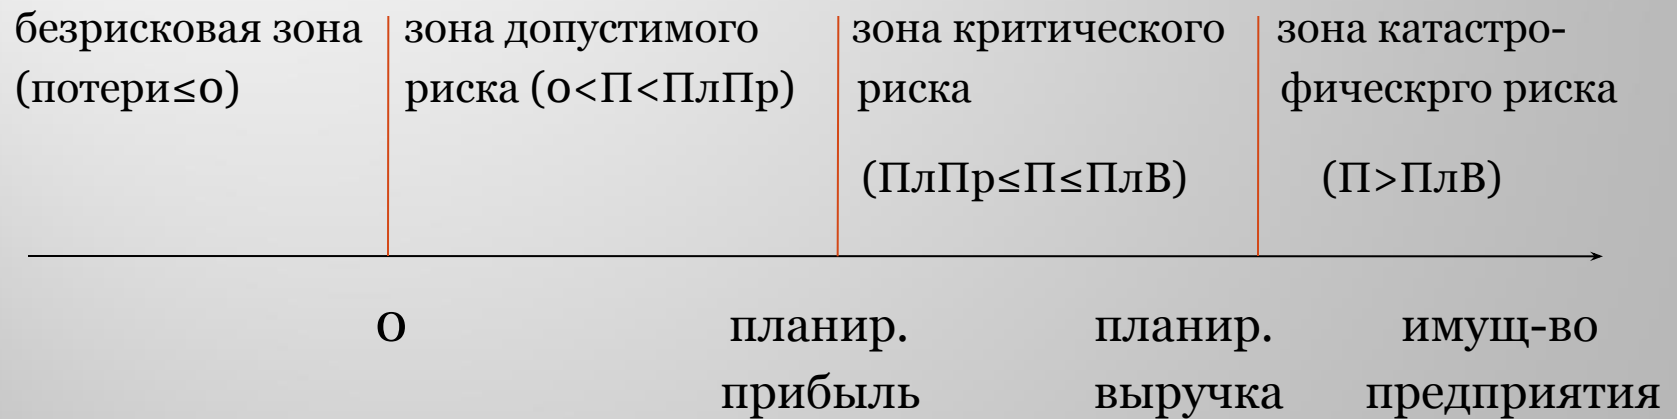 безрисковая зона
(потери≤0)
зона допустимого
риска (0<П<ПлПр)
зона критического
риска
(ПлПр≤П≤ПлВ)
зона катастро-
фическрго риска
(П>ПлВ)
0
планир.
прибыль
планир.
выручка
имущ-во
предприятия